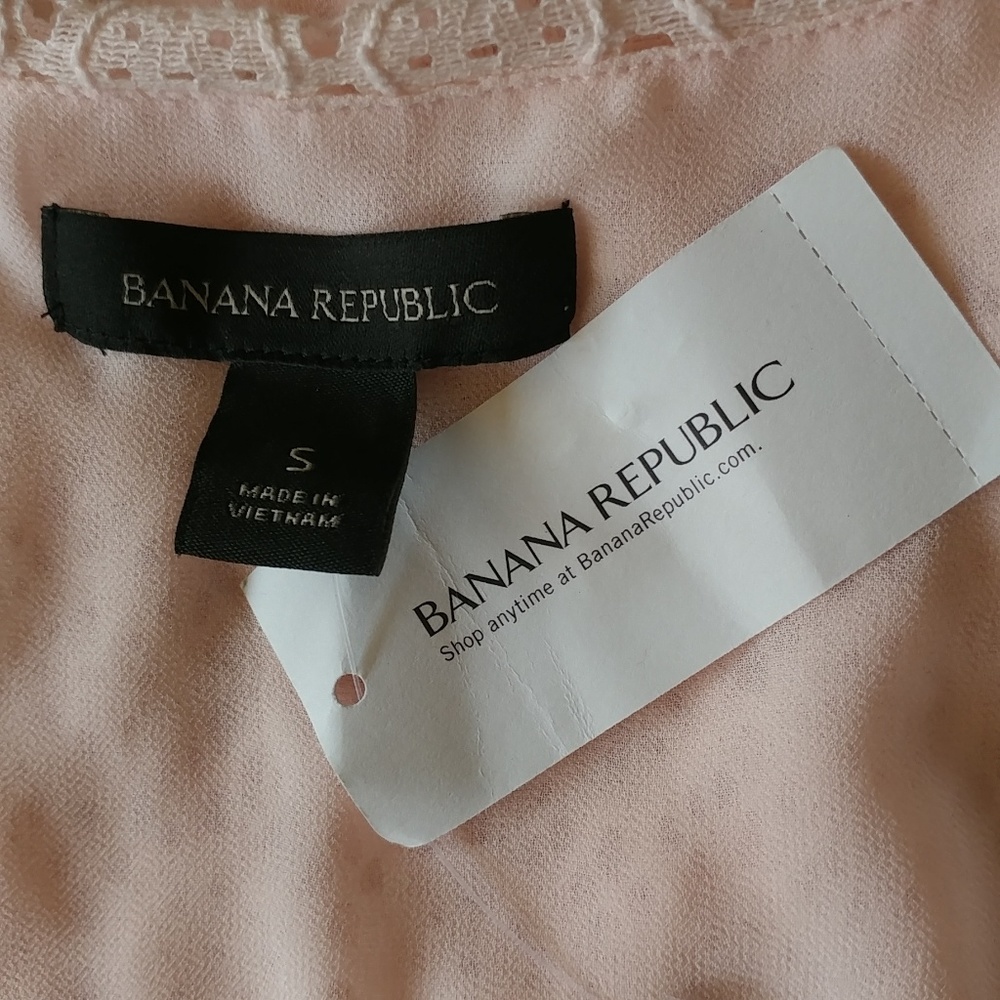 BANANA REPUBLIC
S
MADE IN
VIETNAM
BANANA REPUBLIC
Shop anytime at BananaRepublic.com.